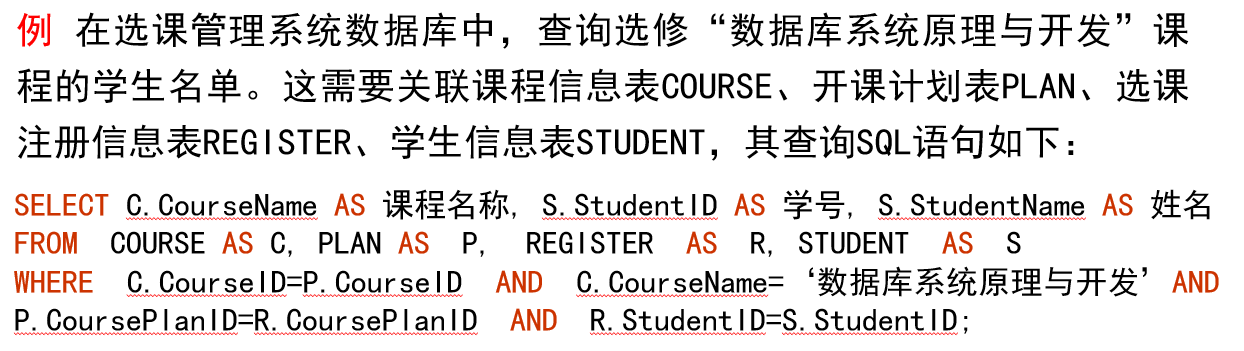 例 在选课管理系统数据库中，查询选修“数据库系统原理与开发”课
程的学生名单。这需要关联课程信息表COURSE、开课计划表PLAN、选课
注册信息表REGISTER、学生信息表STUDENT，其查询SQL语句如下：
SELECT C.CourseName AS 课程名称, S.StudentID AS 学号, S.StudentName AS 姓名
FROM COURSE AS C, PLAN AS P, REGISTER AS R, STUDENT AS S
WHERE C.CourseID=P.CourseID AND C.CourseName= ‘数据库系统原理与开发’ AND
P.CoursePlanID=R.CoursePlanID AND R.StudentID=S.StudentID;